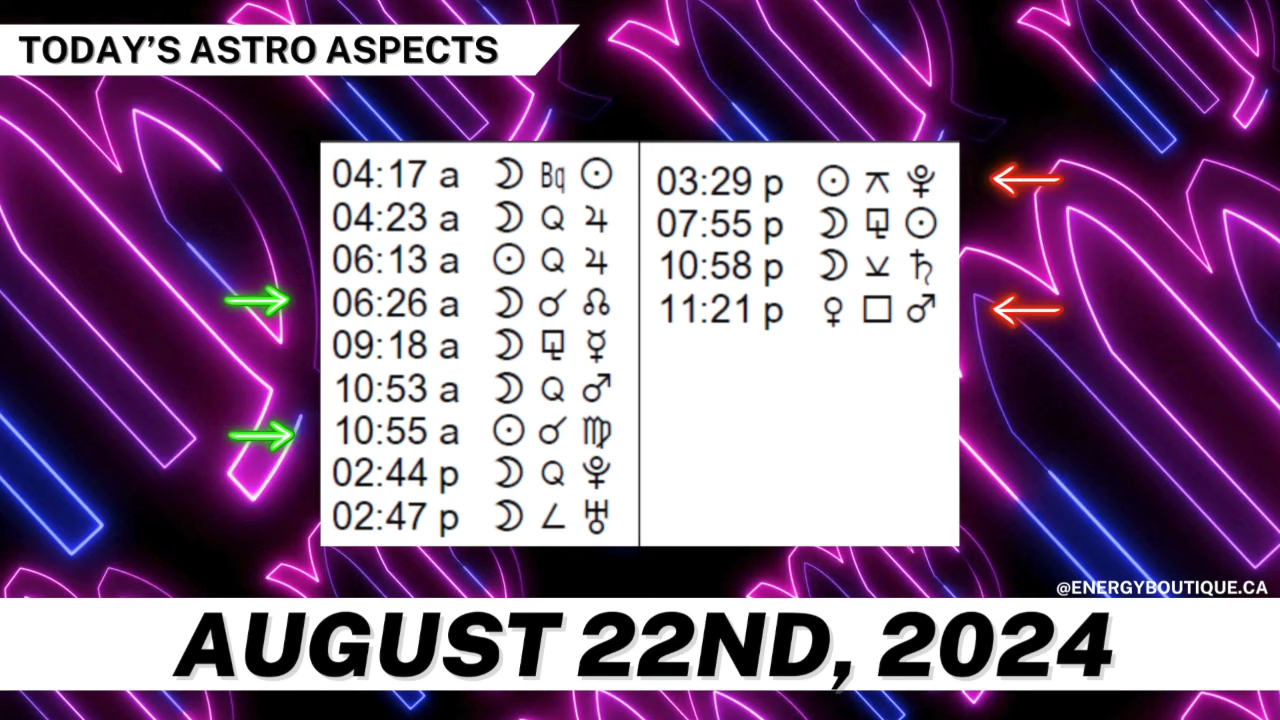 TODAY'S ASTRO ASPECTS
04:17 a ☽ Bq ☉
04:23 a ☽ Q ♃
06:13 a ☉ Q ♃
06:26 a ☽ ☌ ☊
09:18 a ☽ ⚼ ☿
10:53 a ☽ Q ♂
10:55 a ☉ ☌ ♍
02:44 p ☽ Q ♇
02:47 p ☽ ∠ ♅
03:29 p ☉ ⚻ ♇
07:55 p ☽ ⚼ ☉
10:58 p ☽ ⚺ ♄
11:21 p ♀ □ ♂
@ENERGYBOUTIQUE.CA
AUGUST 22ND, 2024